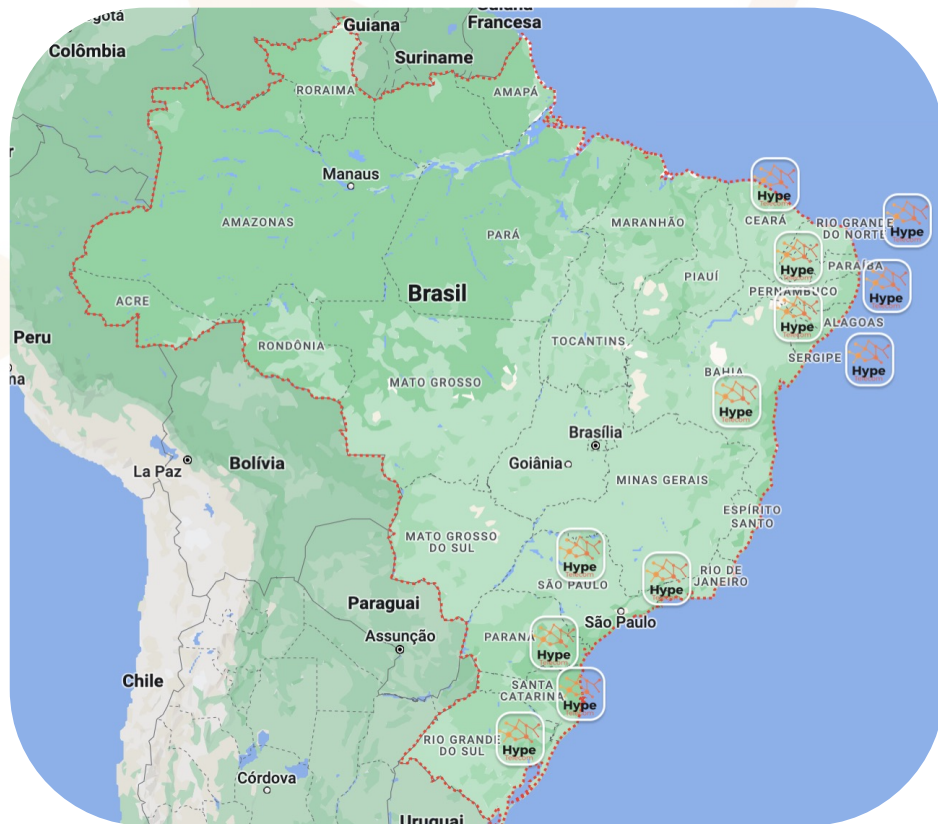 Colômbia
Guiana
Francesa
Suriname
RORAIMA
AMAPÁ
Manaus
AMAZONAS
PARÁ
MARANHÃO
Hype
CEARÁ
RIO GRANDE
DO NORTE
Hype
PIAUÍ
Hype
PARAÍBA
Brasil
ACRE
PERNAMBUCO
Hype
Hype
ALAGOAS
Peru
RONDÔNIA
TOCANTINS
SERGIPE
Hype
MATO GROSSO
BAHIA
Hype
Telecom
Brasília
Goiânia
La Paz
Bolívia
MINAS GERAIS
ESPÍRITO
SANTO
MATO GROSSO
DO SUL
Hype
Telecom
SÃO PAULO
Hype
RIO DE
JANEIRO
Paraguai
São Paulo
Assunção
PARANÁ
Hype
Chile
SANTA
CATARINA
Hype
RIO GRANDE
DO SUL
Hype
Córdova
Uruguai